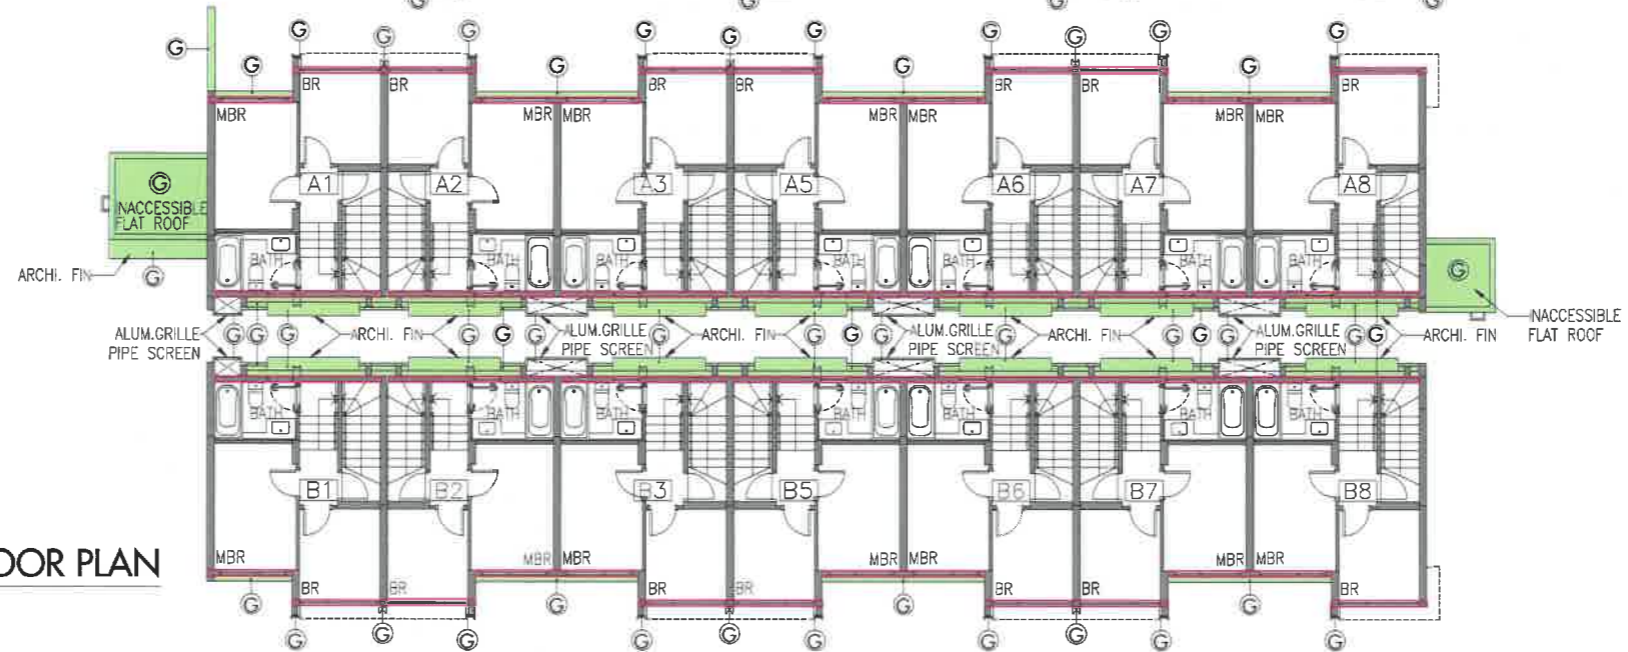 G G G G
G G G G G G G G G G G
G G G G G
BR BR BR BR BR BR BR
MBR MBR MBR MBR MBR MBR MBR
G
INACCESSIBLE
FLAT ROOF
A1 A2 A3 A5 A6 A7 A8
BATH BATH BATH BATH BATH BATH BATH
ARCHI. FIN
G
G
INACCESSIBLE
FLAT ROOF
ALUM.GRILLE
PIPE SCREEN
G G G
ARCHI. FIN
G G G
ALUM.GRILLE
PIPE SCREEN
G
ARCHI. FIN
G G G
ALUM.GRILLE
PIPE SCREEN
G
ARCHI. FIN
G G G
ALUM.GRILLE
PIPE SCREEN
G G
ARCHI. FIN
BATH BATH BATH BATH BATH BATH BATH
B1 B2 B3 B5 B6 B7 B8
MBR MBR MBR MBR MBR MBR MBR
BR BR BR BR BR BR BR
OOR PLAN
G G G G G
G G G G G G G G G G